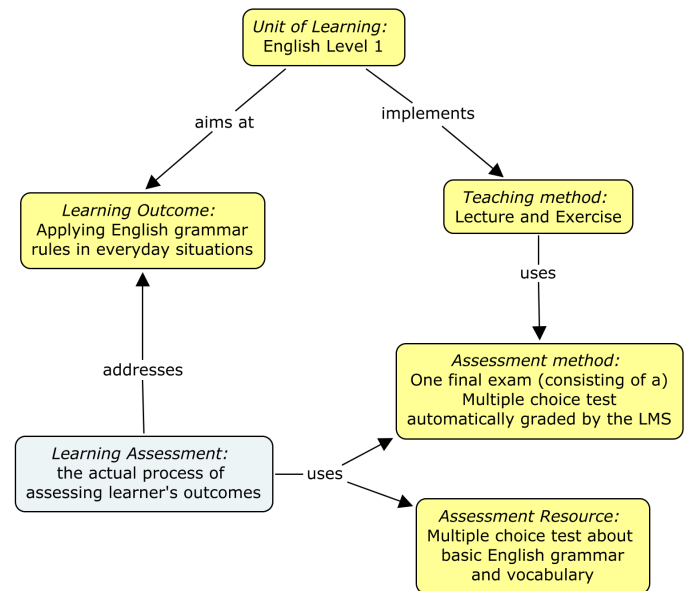 Unit of Learning:
English Level 1
aims at
implements
Learning Outcome:
Applying English grammar
rules in everyday situations
Teaching method:
Lecture and Exercise
uses
addresses
Assessment method:
One final exam (consisting of a)
Multiple choice test
automatically graded by the LMS
Learning Assessment:
the actual process of
assessing learner's outcomes
uses
Assessment Resource:
Multiple choice test about
basic English grammar
and vocabulary